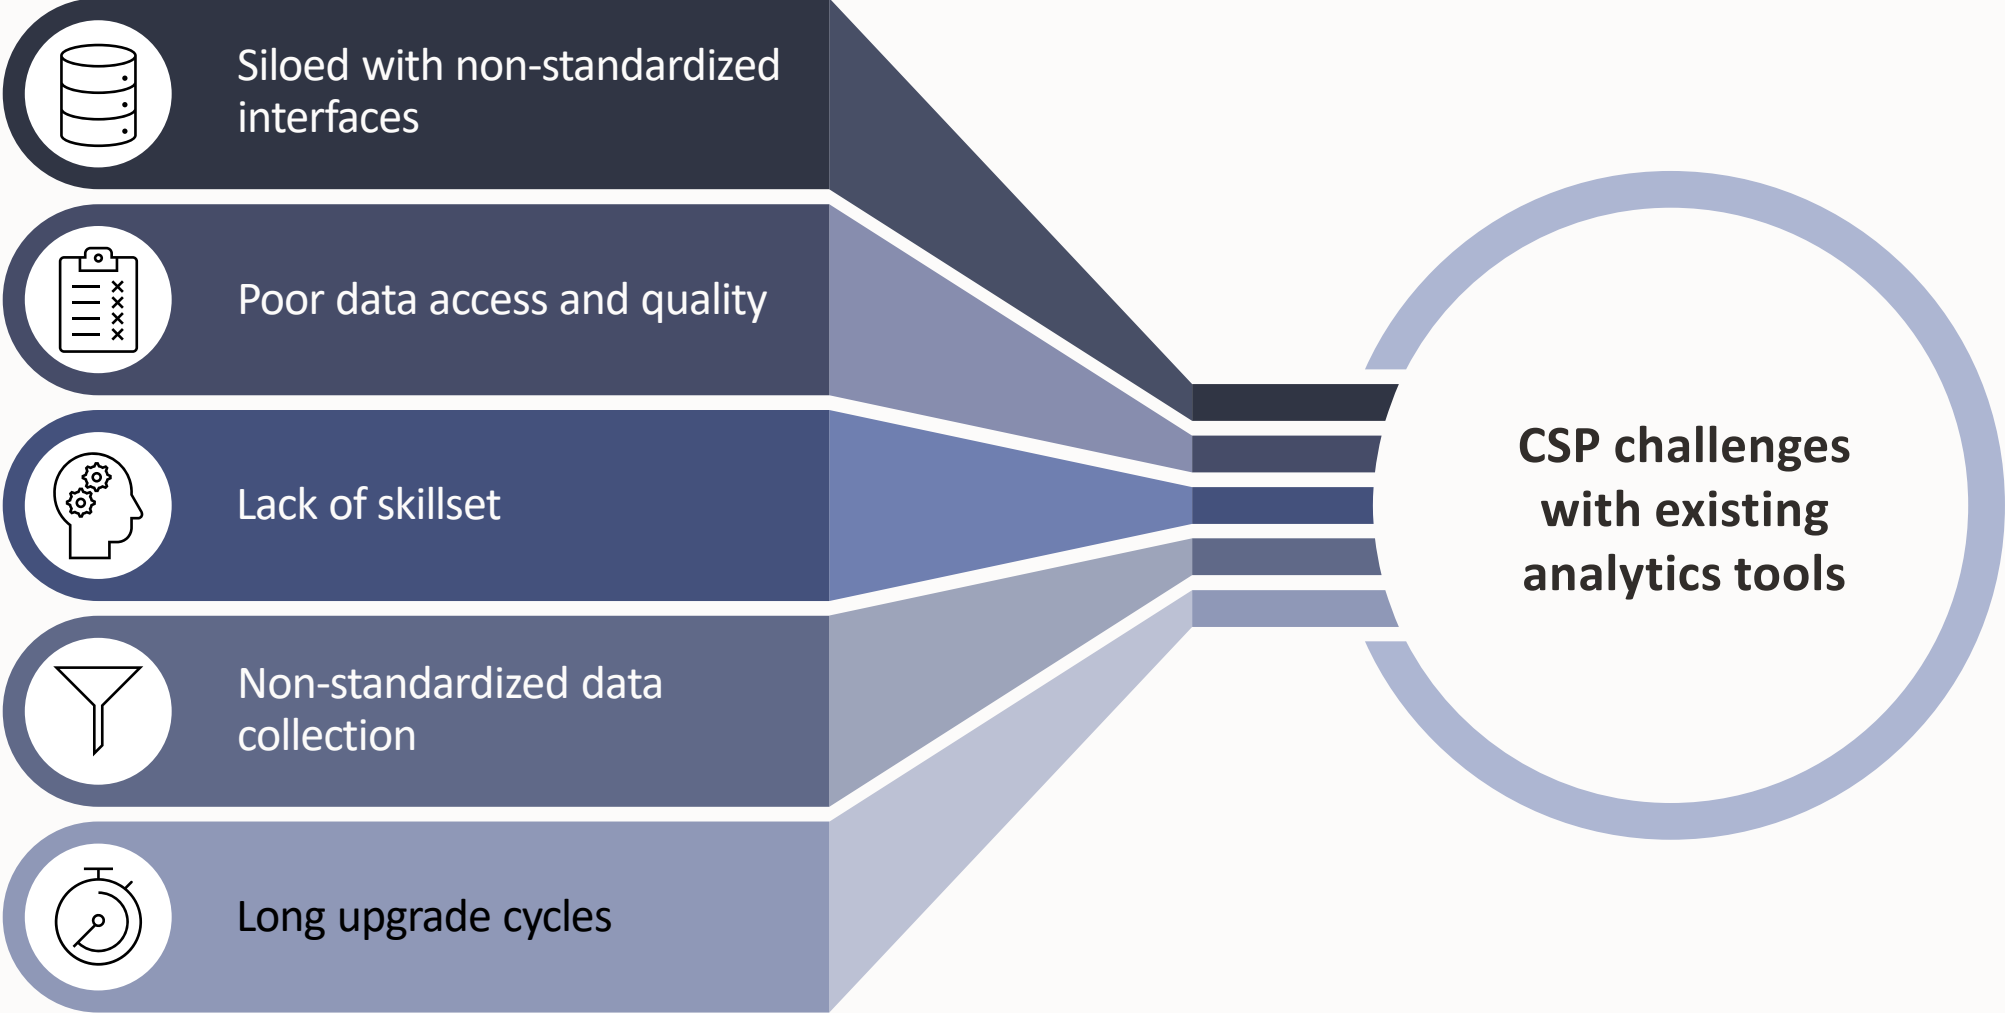 Siloed with non-standardized
interfaces
Poor data access and quality
Lack of skillset
Non-standardized data
collection
Long upgrade cycles
CSP challenges
with existing
analytics tools